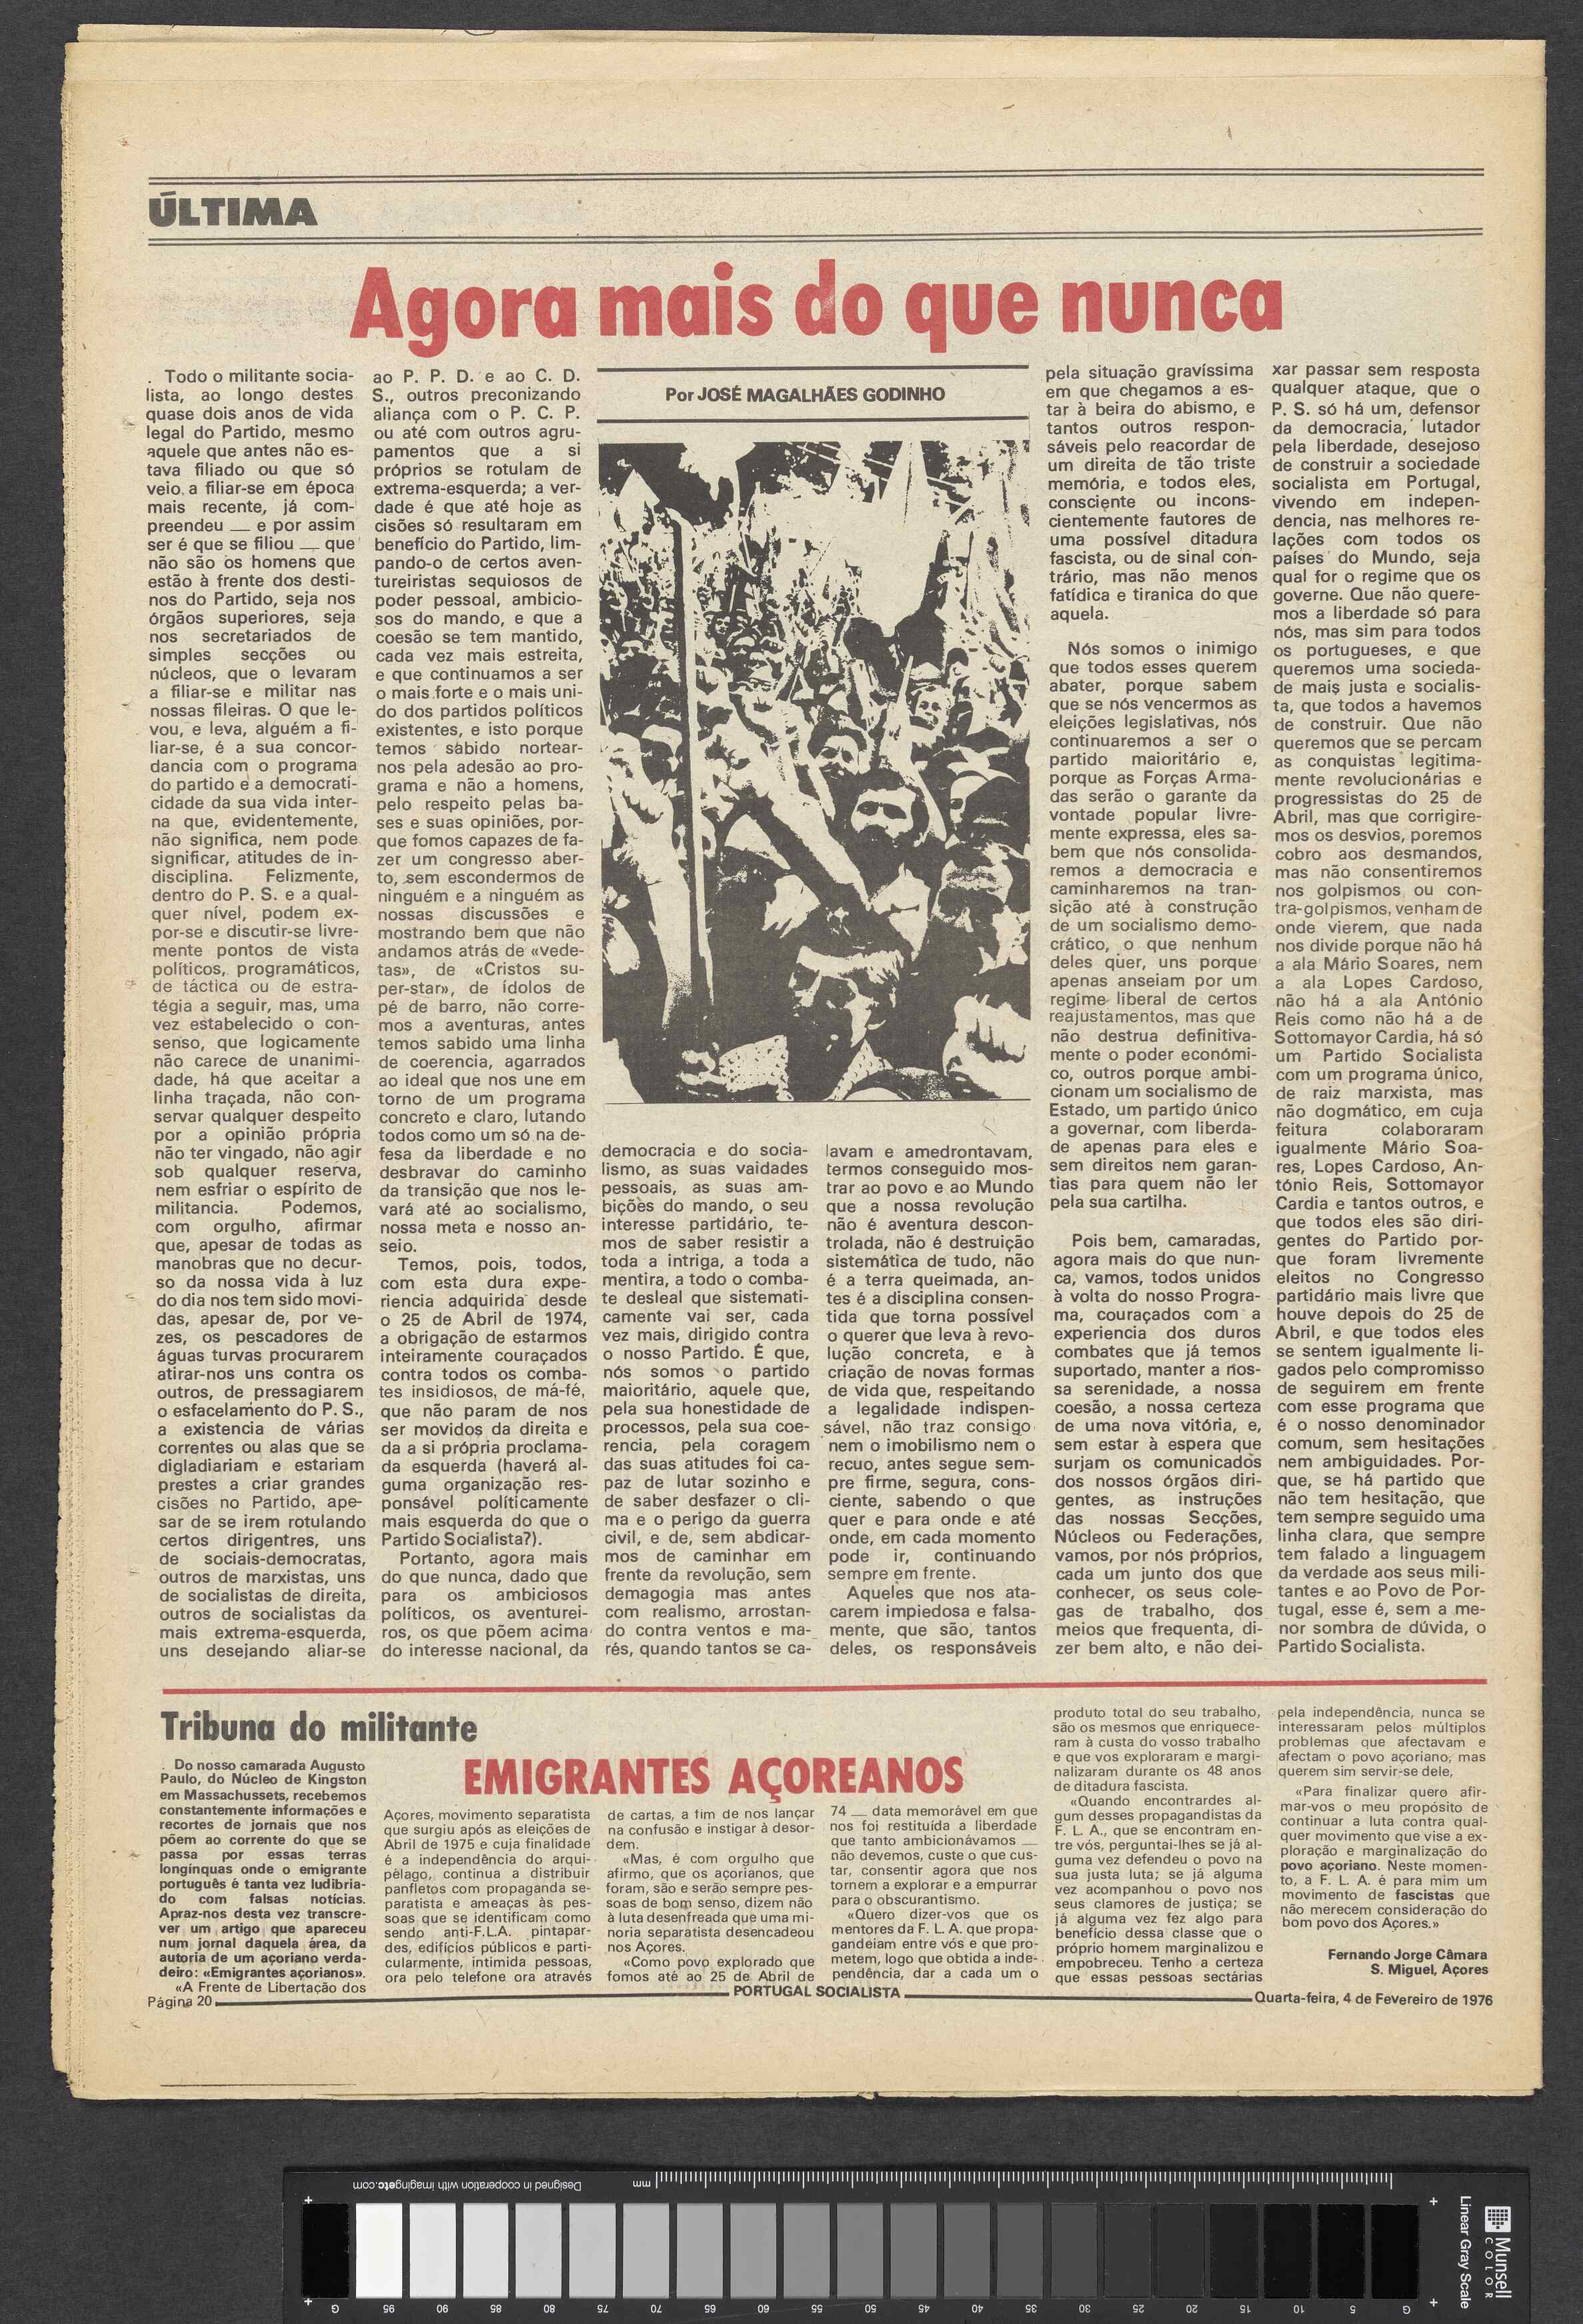 ÚLTIMA
Agora mais do que nunca
Por JOSÉ MAGALHÃES GODINHO
Todo o militante socia-
lista, ao longo destes
quase dois anos de vida
legal do Partido, mesmo
aquele que antes não es-
tava filiado ou que só
veio a filiar-se em época
mais recente, já com-
preendeu — e por assim
ser é que se filiou — que
não são os homens que
estão à frente dos desti-
nos do Partido, seja nos
órgãos superiores, seja
nos secretariados de
simples secções ou
núcleos, que o levaram
a filiar-se e militar nas
nossas fileiras. O que le-
vou, e leva, alguém a fi-
liar-se, é a sua concor-
dancia com o programa
do partido e a democrati-
cidade da sua vida inter-
na que, evidentemente,
não significa, nem pode
significar, atitudes de in-
disciplina. Felizmente,
dentro do P. S. e a qual-
quer nível, podem ex-
por-se e discutir-se livre-
mente pontos de vista
políticos, programáticos,
de táctica ou de estra-
tégia a seguir, mas, uma
vez estabelecido o con-
senso, que logicamente
não carece de unanimi-
dade, há que aceitar a
linha traçada, não con-
servar qualquer despeito
por a opinião própria
não ter vingado, não agir
sob qualquer reserva,
nem esfriar o espírito de
militancia. Podemos,
com orgulho, afirmar
que, apesar de todas as
manobras que no decur-
so da nossa vida à luz
do dia nos tem sido movi-
das, apesar de, por ve-
zes, os pescadores de
águas turvas procurarem
atirar-nos uns contra os
outros, de pressagiarem
o esfacelamento do P. S.,
a existencia de várias
correntes ou alas que se
digladiariam e estariam
prestes a criar grandes
cisões no Partido, ape-
sar de se irem rotulando
certos dirigentres, uns
de sociais-democratas,
outros de marxistas, uns
de socialistas de direita,
outros de socialistas da
mais extrema-esquerda,
uns desejando aliar-se
ao P. P. D. e ao C. D.
S., outros preconizando
aliança com o P. C. P.
ou até com outros agru-
pamentos que a si
próprios se rotulam de
extrema-esquerda; a ver-
dade é que até hoje as
cisões só resultaram em
benefício do Partido, lim-
pando-o de certos aven-
tureiristas sequiosos de
poder pessoal, ambicio-
sos do mando, e que a
coesão se tem mantido,
cada vez mais estreita,
e que continuamos a ser
o mais forte e o mais uni-
do dos partidos políticos
existentes, e isto porque
temos sabido nortear-
nos pela adesão ao pro-
grama e não a homens,
pelo respeito pelas ba-
ses e suas opiniões, por-
que fomos capazes de fa-
zer um congresso aber-
to, sem escondermos de
ninguém e a ninguém as
nossas discussões e
mostrando bem que não
andamos atrás de «vede-
tas», de «Cristos su-
per-star», de ídolos de
pé de barro, não corre-
mos a aventuras, antes
temos sabido uma linha
de coerencia, agarrados
ao ideal que nos une em
torno de um programa
concreto e claro, lutando
todos como um só na de-
fesa da liberdade e no
desbravar do caminho
da transição que nos le-
vará até ao socialismo,
nossa meta e nosso an-
seio.
Temos, pois, todos,
com esta dura expe-
riencia adquirida desde
o 25 de Abril de 1974,
a obrigação de estarmos
inteiramente couraçados
contra todos os comba-
tes insidiosos, de má-fé,
que não param de nos
ser movidos da direita e
da a si própria proclama-
da esquerda (haverá al-
guma organização res-
ponsável políticamente
mais esquerda do que o
Partido Socialista?).
Portanto, agora mais
do que nunca, dado que
para os ambiciosos
políticos, os aventurei-
ros, os que põem acima
do interesse nacional, da
democracia e do socia-
lismo, as suas vaidades
pessoais, as suas am-
bições do mando, o seu
interesse partidário, te-
mos de saber resistir a
toda a intriga, a toda a
mentira, a todo o comba-
te desleal que sistemati-
camente vai ser, cada
vez mais, dirigido contra
o nosso Partido. É que,
nós somos o partido
maioritário, aquele que,
pela sua honestidade de
processos, pela sua coe-
rencia, pela coragem
das suas atitudes foi ca-
paz de lutar sozinho e
de saber desfazer o cli-
ma e o perigo da guerra
civil, e de, sem abdicar-
mos de caminhar em
frente da revolução, sem
demagogia mas antes
com realismo, arrostan-
do contra ventos e ma-
rés, quando tantos se ca-
lavam e amedrontavam,
termos conseguido mos-
trar ao povo e ao Mundo
que a nossa revolução
não é aventura descon-
trolada, não é destruição
sistemática de tudo, não
é a terra queimada, an-
tes é a disciplina consen-
tida que torna possível
o querer que leva à revo-
lução concreta, e à
criação de novas formas
de vida que, respeitando
a legalidade indispen-
sável, não traz consigo
nem o imobilismo nem o
recuo, antes segue sem-
pre firme, segura, cons-
ciente, sabendo o que
quer e para onde e até
onde, em cada momento
pode ir, continuando
sempre em frente.
Aqueles que nos ata-
carem impiedosa e falsa-
mente, que são, tantos
deles, os responsáveis
pela situação gravíssima
em que chegamos a es-
tar à beira do abismo, e
tantos outros respon-
sáveis pelo reacordar de
um direita de tão triste
memória, e todos eles,
consciente ou incons-
cientemente fautores de
uma possível ditadura
fascista, ou de sinal con-
trário, mas não menos
fatídica e tiranica do que
aquela.
Nós somos o inimigo
que todos esses querem
abater, porque sabem
que se nós vencermos as
eleições legislativas, nós
continuaremos a ser o
partido maioritário e,
porque as Forças Arma-
das serão o garante da
vontade popular livre-
mente expressa, eles sa-
bem que nós consolida-
remos a democracia e
caminharemos na tran-
sição até à construção
de um socialismo demo-
crático, o que nenhum
deles quer, uns porque
apenas anseiam por um
regime liberal de certos
reajustamentos, mas que
não destrua definitiva-
mente o poder económi-
co, outros porque ambi-
cionam um socialismo de
Estado, um partido único
a governar, com liberda-
de apenas para eles e
sem direitos nem garan-
tias para quem não ler
pela sua cartilha.
Pois bem, camaradas,
agora mais do que nun-
ca, vamos, todos unidos
à volta do nosso Progra-
ma, couraçados com a
experiencia dos duros
combates que já temos
suportado, manter a nos-
sa serenidade, a nossa
coesão, a nossa certeza
de uma nova vitória, e,
sem estar à espera que
surjam os comunicados
dos nossos órgãos diri-
gentes, as instruções
das nossas Secções,
Núcleos ou Federações,
vamos, por nós próprios,
cada um junto dos que
conhecer, os seus cole-
gas de trabalho, dos
meios que frequenta, di-
zer bem alto, e não dei-
xar passar sem resposta
qualquer ataque, que o
P. S. só há um, defensor
da democracia, lutador
pela liberdade, desejoso
de construir a sociedade
socialista em Portugal,
vivendo em indepen-
dencia, nas melhores re-
lações com todos os
países do Mundo, seja
qual for o regime que os
governe. Que não quere-
mos a liberdade só para
nós, mas sim para todos
os portugueses, e que
queremos uma socieda-
de mais justa e socialis-
ta, que todos a havemos
de construir. Que não
queremos que se percam
as conquistas legitima-
mente revolucionárias e
progressistas do 25 de
Abril, mas que corrigire-
mos os desvios, poremos
cobro aos desmandos,
mas não consentiremos
nos golpismos ou con-
tra-golpismos, venham de
onde vierem, que nada
nos divide porque não há
a ala Mário Soares, nem
a ala Lopes Cardoso,
não há a ala António
Reis como não há a de
Sottomayor Cardia, há só
um Partido Socialista
com um programa único,
de raiz marxista, mas
não dogmático, em cuja
feitura colaboraram
igualmente Mário Soa-
res, Lopes Cardoso, An-
tónio Reis, Sottomayor
Cardia e tantos outros, e
que todos eles são diri-
gentes do Partido por-
que foram livremente
eleitos no Congresso
partidário mais livre que
houve depois do 25 de
Abril, e que todos eles
se sentem igualmente li-
gados pelo compromisso
de seguirem em frente
com esse programa que
é o nosso denominador
comum, sem hesitações
nem ambiguidades. Por-
que, se há partido que
não tem hesitação, que
tem sempre seguido uma
linha clara, que sempre
tem falado a linguagem
da verdade aos seus mili-
tantes e ao Povo de Por-
tugal, esse é, sem a me-
nor sombra de dúvida, o
Partido Socialista.
Tribuna do militante
EMIGRANTES AÇOREANOS
Do nosso camarada Augusto
Paulo, do Núcleo de Kingston
em Massachussets, recebemos
constantemente informações e
recortes de jornais que nos
põem ao corrente do que se
passa por essas terras
longínquas onde o emigrante
português é tanta vez ludibria-
do com falsas notícias.
Apraz-nos desta vez transcre-
ver um artigo que apareceu
num jornal daquela área, da
autoria de um açoriano verda-
deiro: «Emigrantes açorianos».
«A Frente de Libertação dos
Açores, movimento separatista
que surgiu após as eleições de
Abril de 1975 e cuja finalidade
é a independência do arqui-
pélago, continua a distribuir
panfletos com propaganda se-
paratista e ameaças às pes-
soas que se identificam como
sendo anti-F.L.A. pintapar-
des, edifícios públicos e parti-
cularmente, intimida pessoas,
ora pelo telefone ora através
de cartas, a fim de nos lançar
na confusão e instigar à desor-
dem.
«Mas, é com orgulho que
afirmo, que os açorianos, que
foram, são e serão sempre pes-
soas de bom senso, dizem não
à luta desenfreada que uma mi-
noria separatista desencadeou
nos Açores.
«Como povo explorado que
fomos até ao 25 de Abril de
74 — data memorável em que
nos foi restituída a liberdade
que tanto ambicionávamos —
não devemos, custe o que cus-
tar, consentir agora que nos
tornem a explorar e a empurrar
para o obscurantismo.
«Quero dizer-vos que os
mentores da F. L. A. que propa-
gandeiam entre vós e que pro-
metem, logo que obtida a inde-
pendência, dar a cada um o
produto total do seu trabalho,
são os mesmos que enriquece-
ram à custa do vosso trabalho
e que vos exploraram e margi-
nalizaram durante os 48 anos
de ditadura fascista.
«Quando encontrardes al-
gum desses propagandistas da
F. L. A., que se encontram en-
tre vós, perguntai-lhes se já al-
guma vez defendeu o povo na
sua justa luta; se já alguma
vez acompanhou o povo nos
seus clamores de justiça; se
já alguma vez fez algo para
benefício dessa classe que o
próprio homem marginalizou e
empobreceu. Tenho a certeza
que essas pessoas sectárias
pela independência, nunca se
interessaram pelos múltiplos
problemas que afectavam e
afectam o povo açoriano, mas
querem sim servir-se dele,
«Para finalizar quero afir-
mar-vos o meu propósito de
continuar a luta contra qual-
quer movimento que vise a ex-
ploração e marginalização do
povo açoriano. Neste momen-
to, a F. L. A. é para mim um
movimento de fascistas que
não merecem consideração do
bom povo dos Açores.»
Fernando Jorge Câmara
S. Miguel, Açores
Página 20
PORTUGAL SOCIALISTA
Quarta-feira, 4 de Fevereiro de 1976
mm
Designed in cooperation with imagingetc.com
G 95 90 85 80 75 70 65 60 55 50 45 40 35 30 25 20 15 10 5 G
Linear Gray Scale
Munsell
COLOR